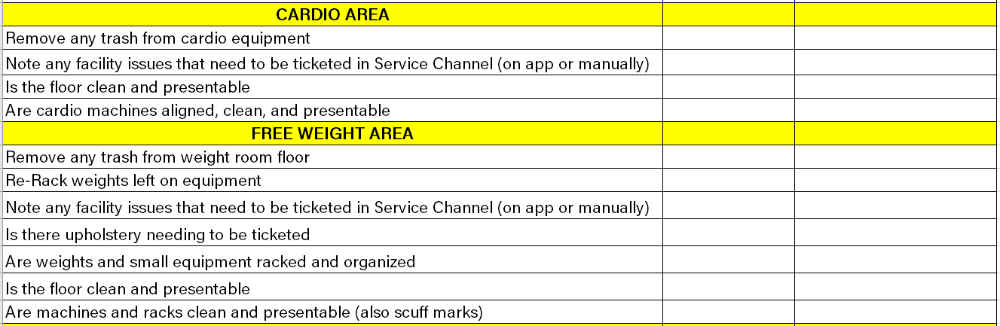 CARDIO AREA
Remove any trash from cardio equipment
Note any facility issues that need to be ticketed in Service Channel (on app or manually)
Is the floor clean and presentable
Are cardio machines aligned, clean, and presentable
FREE WEIGHT AREA
Remove any trash from weight room floor
Re-Rack weights left on equipment
Note any facility issues that need to be ticketed in Service Channel (on app or manually)
Is there upholstery needing to be ticketed
Are weights and small equipment racked and organized
Is the floor clean and presentable
Are machines and racks clean and presentable (also scuff marks)